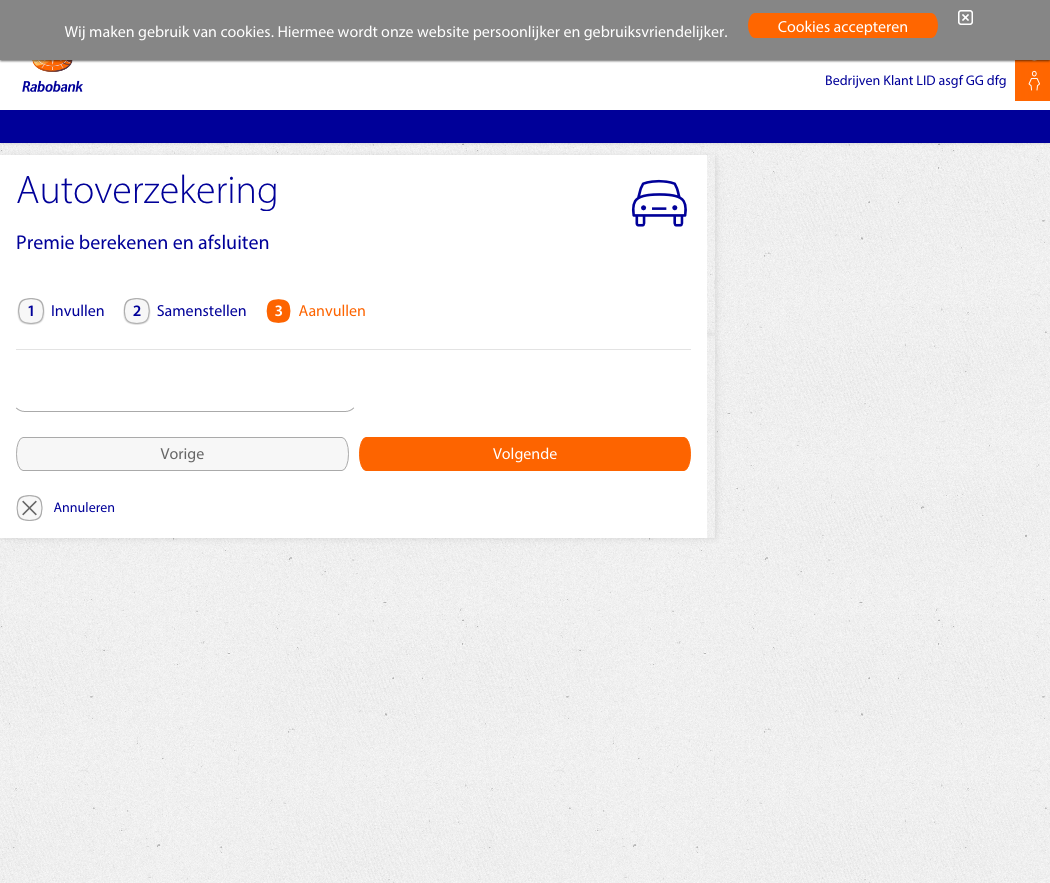 Wij maken gebruik van cookies. Hiermee wordt onze website persoonlijker en gebruiksvriendelijker. Cookies accepteren
Rabobank
Bedrijven Klant LID asgf GG dfg
Autoverzekering
Premie berekenen en afsluiten
1 Invullen 2 Samenstellen 3 Aanvullen
Vorige Volgende
Annuleren